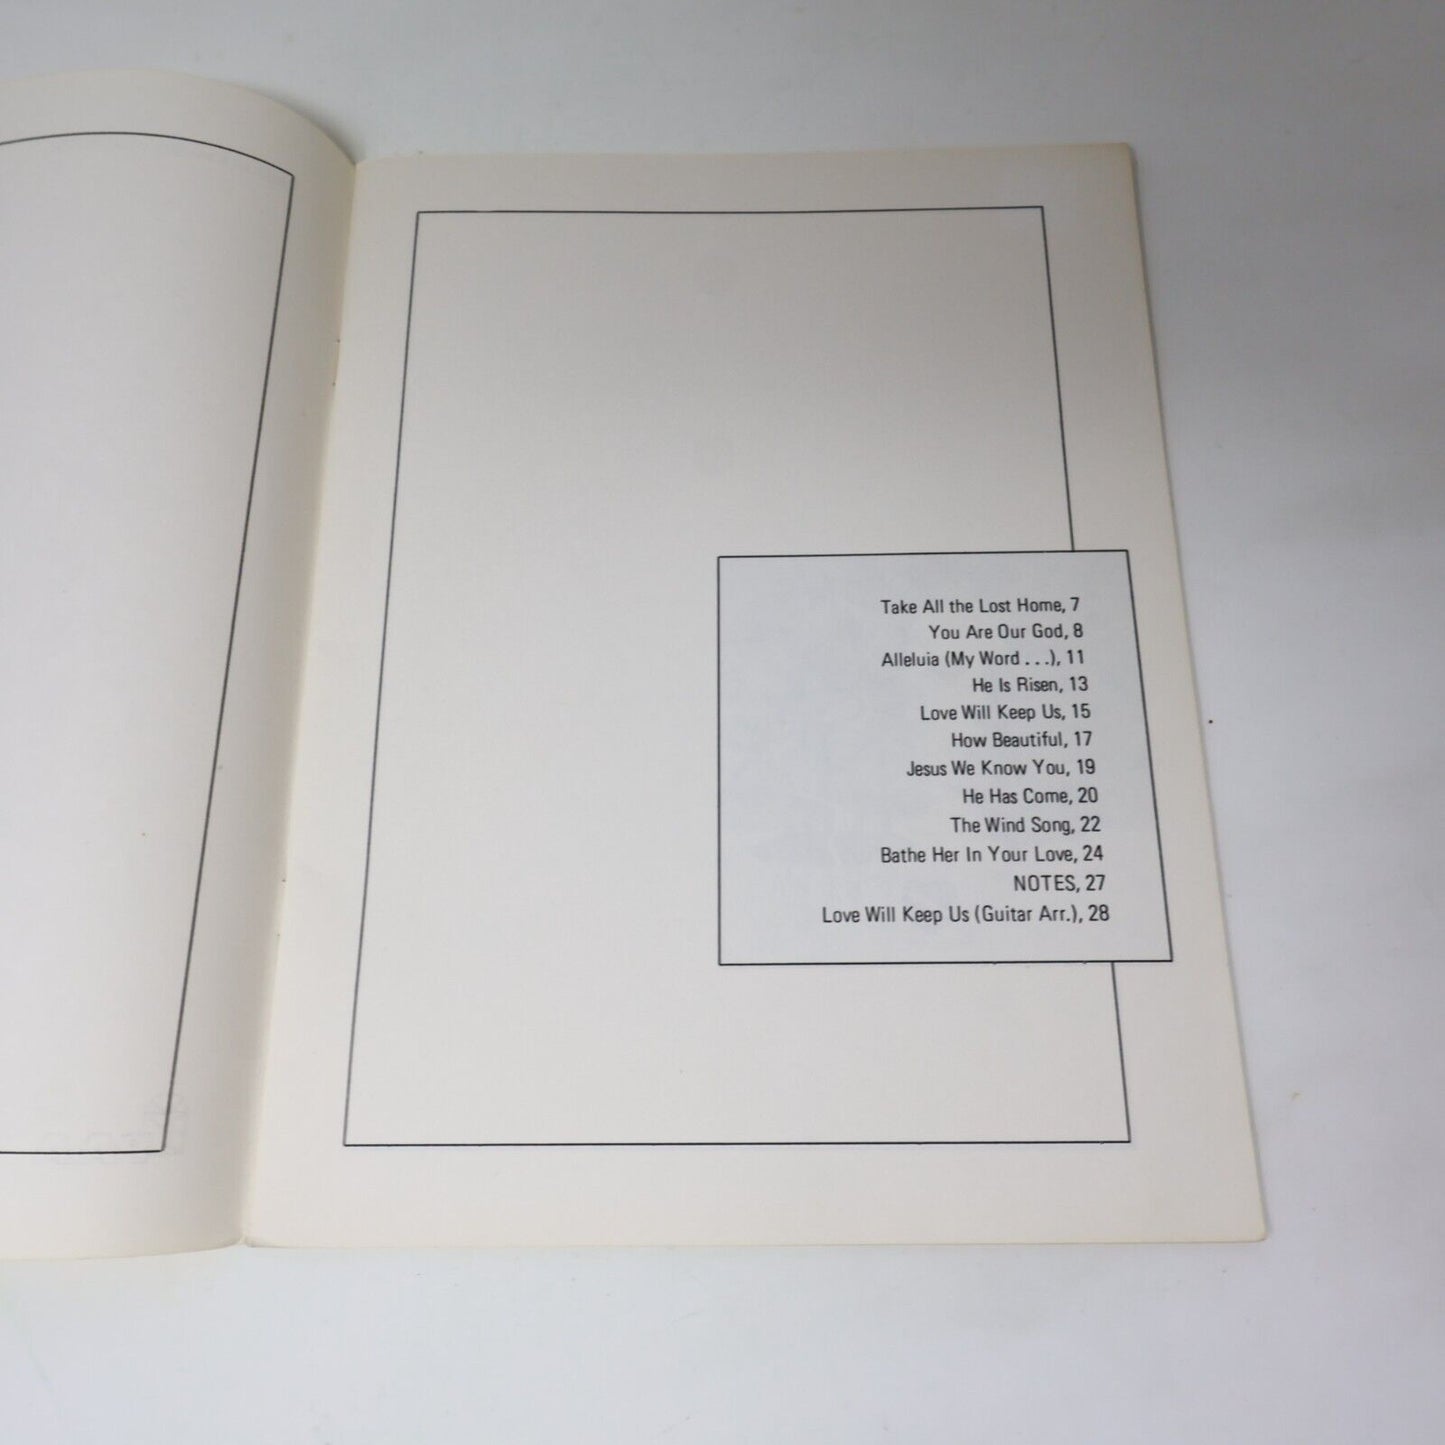 Take All the Lost Home, 7
You Are Our God, 8
Alleluia (My Word . . .), 11
He Is Risen, 13
Love Will Keep Us, 15
How Beautiful, 17
Jesus We Know You, 19
He Has Come, 20
The Wind Song, 22
Bathe Her In Your Love, 24
NOTES, 27
Love Will Keep Us (Guitar Arr.), 28